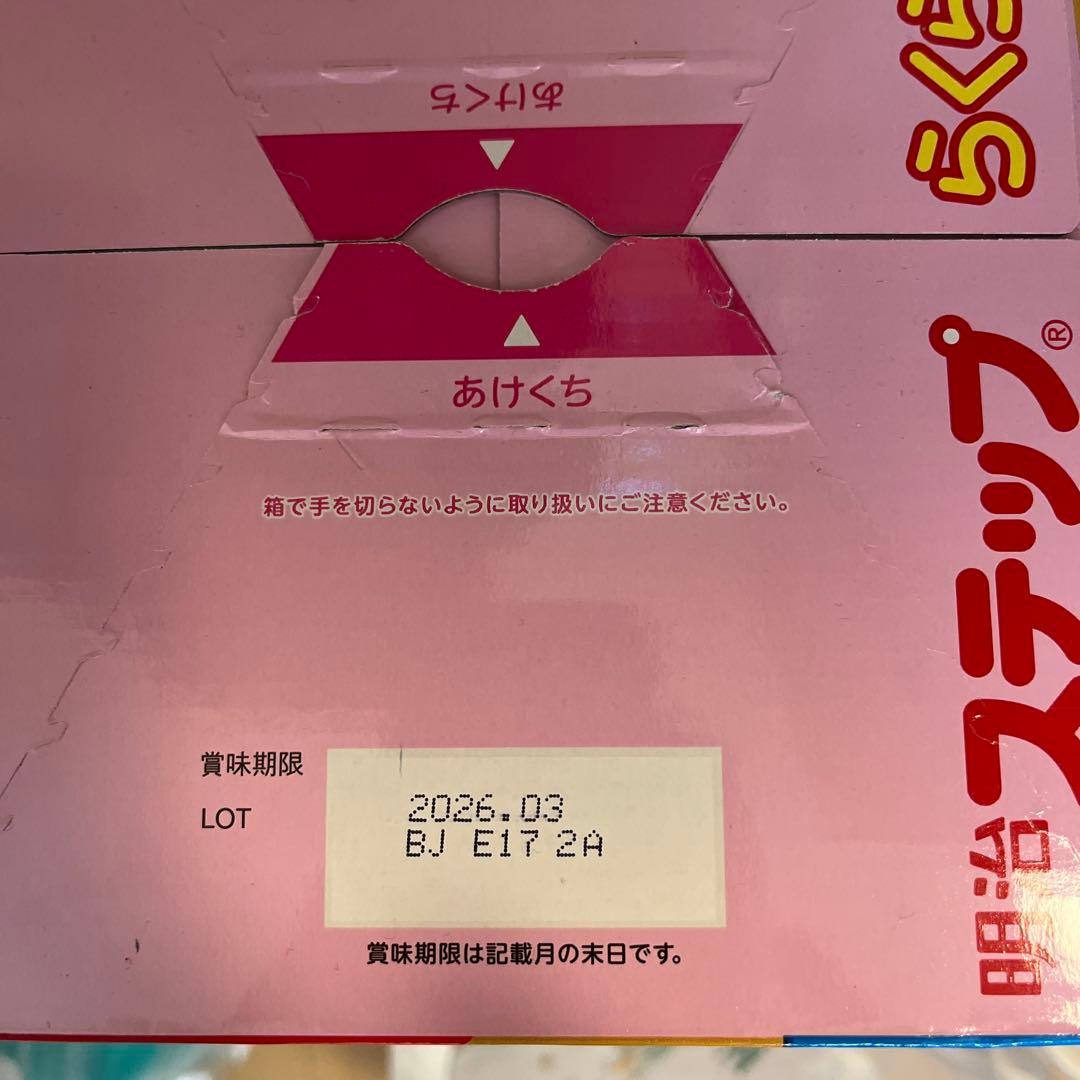 あけくち
あけくち
箱で手を切らないように取り扱いにご注意ください。
賞味期限
2026.03
LOT
BJ E17 2A
賞味期限は記載月の末日です。
明治ステップ®
らくら